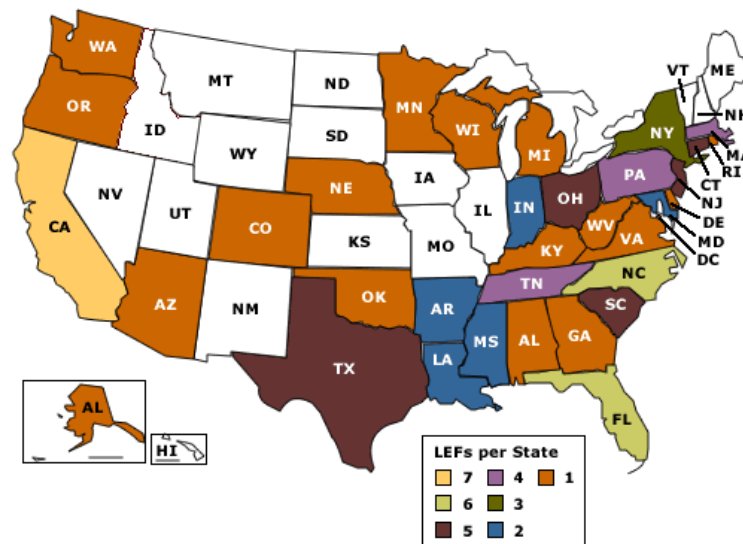 WA
MT
ND
MN
VT
ME
OR
ID
SD
WI
MI
NY
NH
MA
WY
RI
CT
IA
NE
PA
NJ
NV
UT
IL
IN
OH
DE
CA
CO
WV
MD
KS
MO
KY
VA
DC
TN
NC
AZ
OK
NM
AR
SC
MS
AL
GA
LA
TX
AL
HI
FL
LEFs per State
7 4 1
6 3
5 2